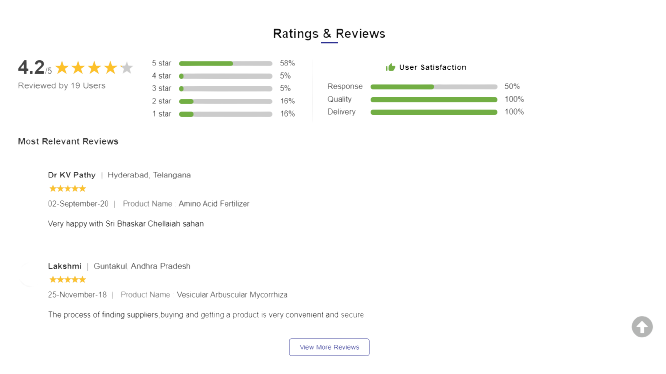 Ratings & Reviews
4.2/5
Reviewed by 19 Users
5 star 58%
4 star 5%
3 star 5%
2 star 16%
1 star 16%
User Satisfaction
Response 50%
Quality 100%
Delivery 100%
Most Relevant Reviews
Dr KV Pathy | Hyderabad, Telangana
02-September-20 | Product Name Amino Acid Fertilizer
Very happy with Sri Bhaskar Chellaiah sahan
Lakshmi | Guntakul Andhra Pradesh
25-November-18 | Product Name Vesicular Arbuscular Mycorrhiza
The process of finding suppliers,buying and getting a product is very convenient and secure
View More Reviews